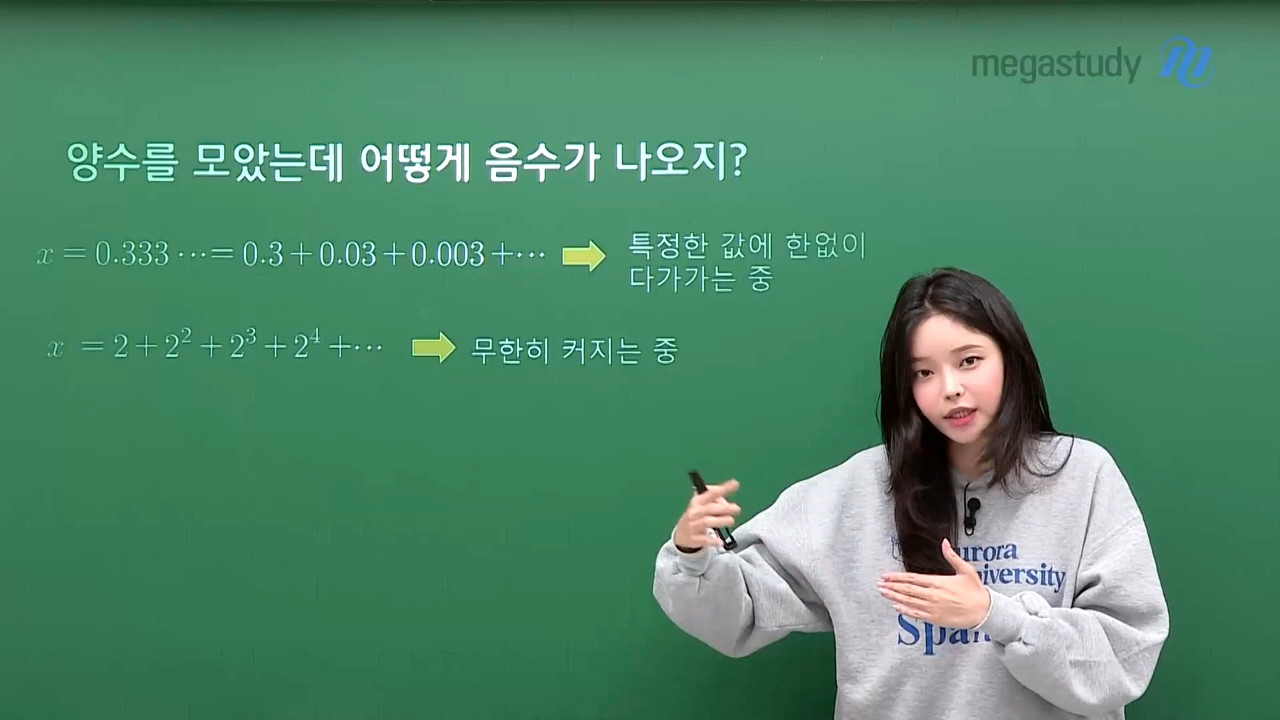 megastudy
양수를 모았는데 어떻게 음수가 나오지?
x = 0.333⋯ = 0.3 + 0.03 + 0.003 + ⋯
특정한 값에 한없이
다가가는 중
x = 2 + 2² + 2³ + 2⁴ + ⋯
무한히 커지는 중
urora
iversity
Spa